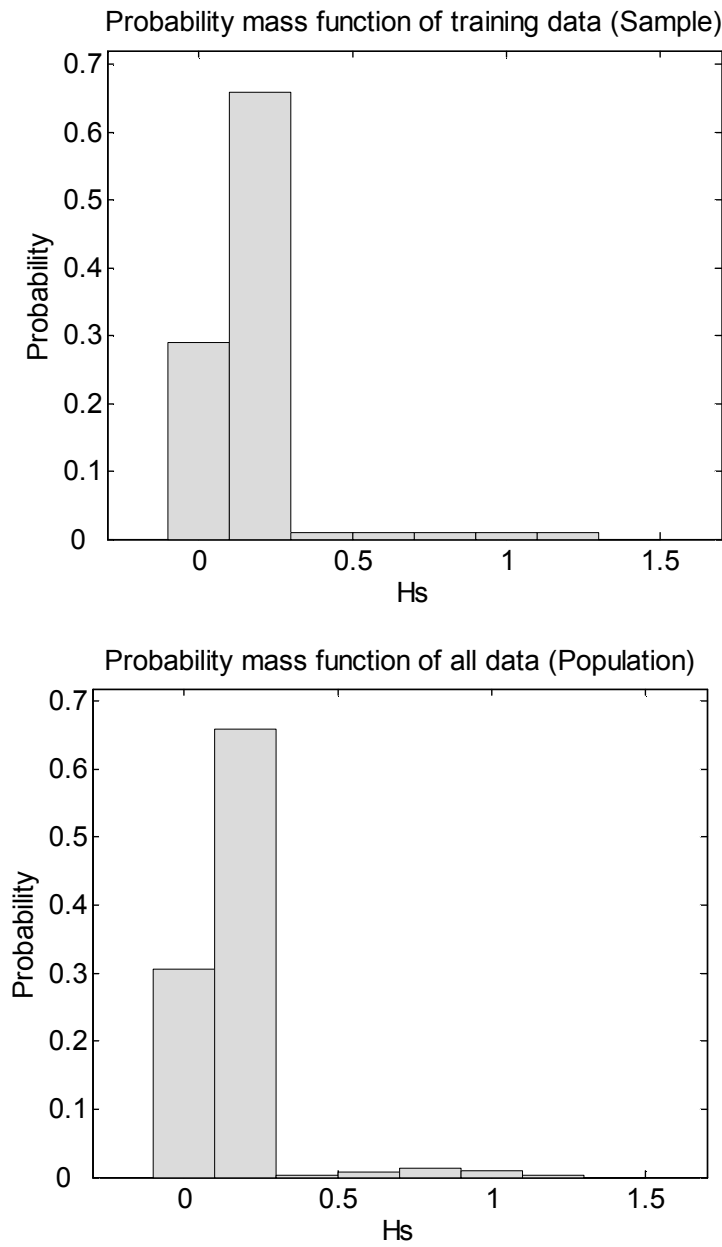 Probability mass function of training data (Sample)
0.7
0.6
0.5
0.4
0.3
0.2
0.1
0
Probability
0 0.5 1 1.5
Hs
Probability mass function of all data (Population)
0.7
0.6
0.5
0.4
0.3
0.2
0.1
0
Probability
0 0.5 1 1.5
Hs